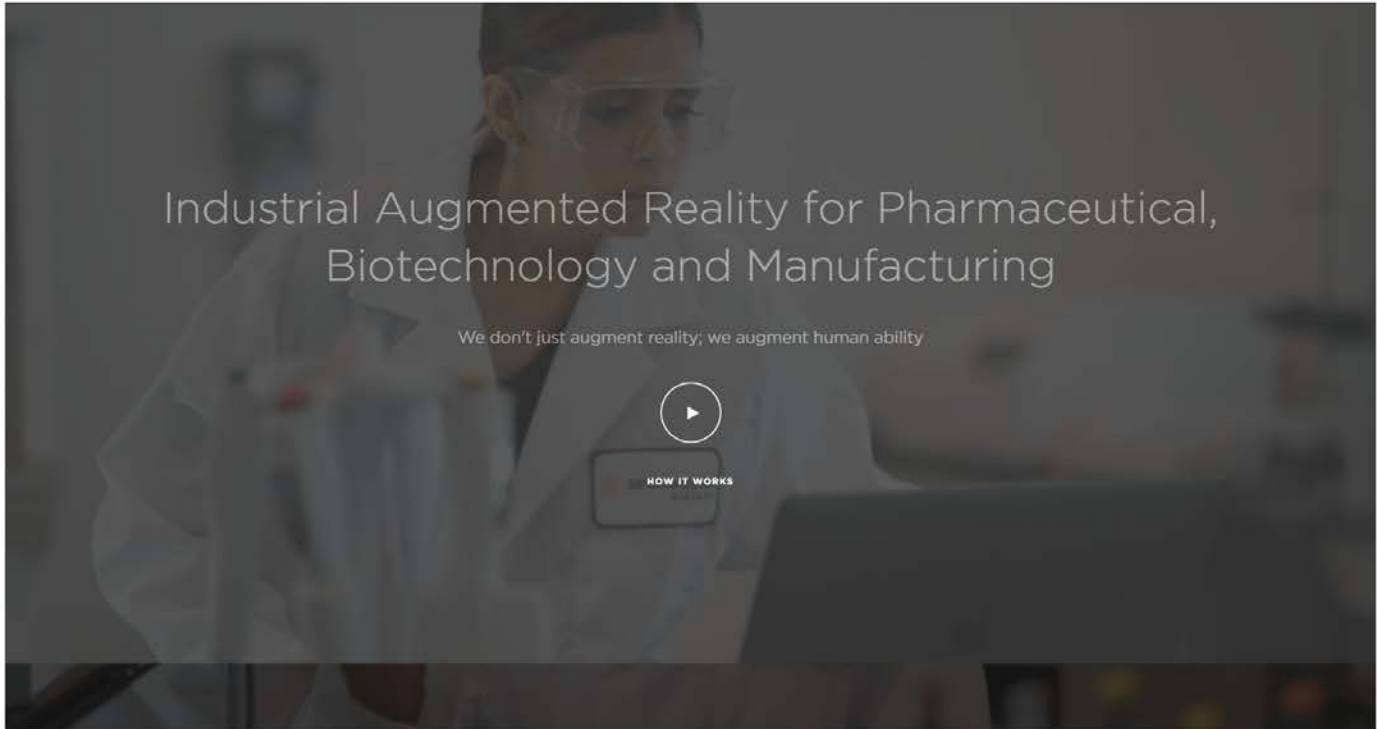 Industrial Augmented Reality for Pharmaceutical,
Biotechnology and Manufacturing
We don't just augment reality; we augment human ability
HOW IT WORKS